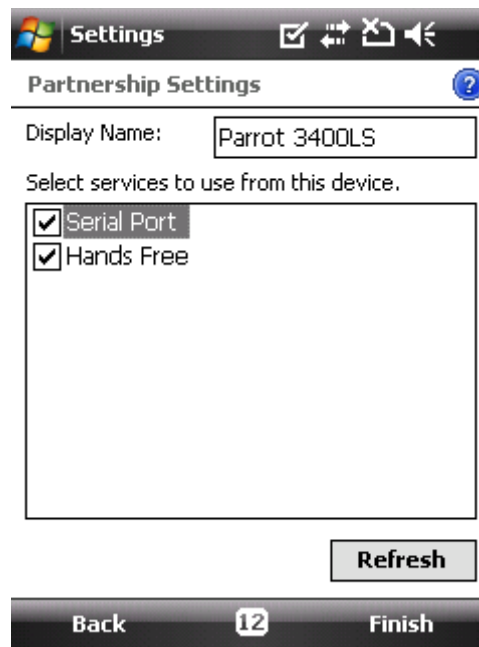 Settings
Partnership Settings ?
Display Name: Parrot 3400LS
Select services to use from this device.
Serial Port
Hands Free
Refresh
Back 12 Finish